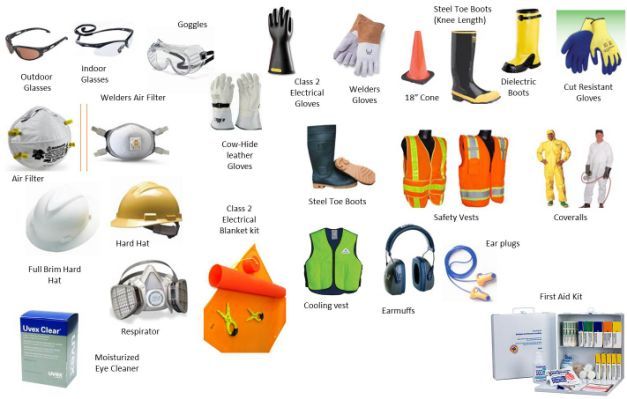 Steel Toe Boots
(Knee Length)
Goggles
Outdoor
Glasses
Indoor
Glasses
Class 2
Electrical
Gloves
Welders
Gloves
18" Cone
Dielectric
Boots
Cut Resistant
Gloves
Welders Air Filter
Cow-Hide
leather
Gloves
Air Filter
Steel Toe Boots
Safety Vests
Coveralls
Class 2
Electrical
Blanket kit
Hard Hat
Full Brim Hard
Hat
Ear plugs
Cooling vest
Earmuffs
First Aid Kit
Respirator
Uvex Clear
uvex
UVEX
Moisturized
Eye Cleaner